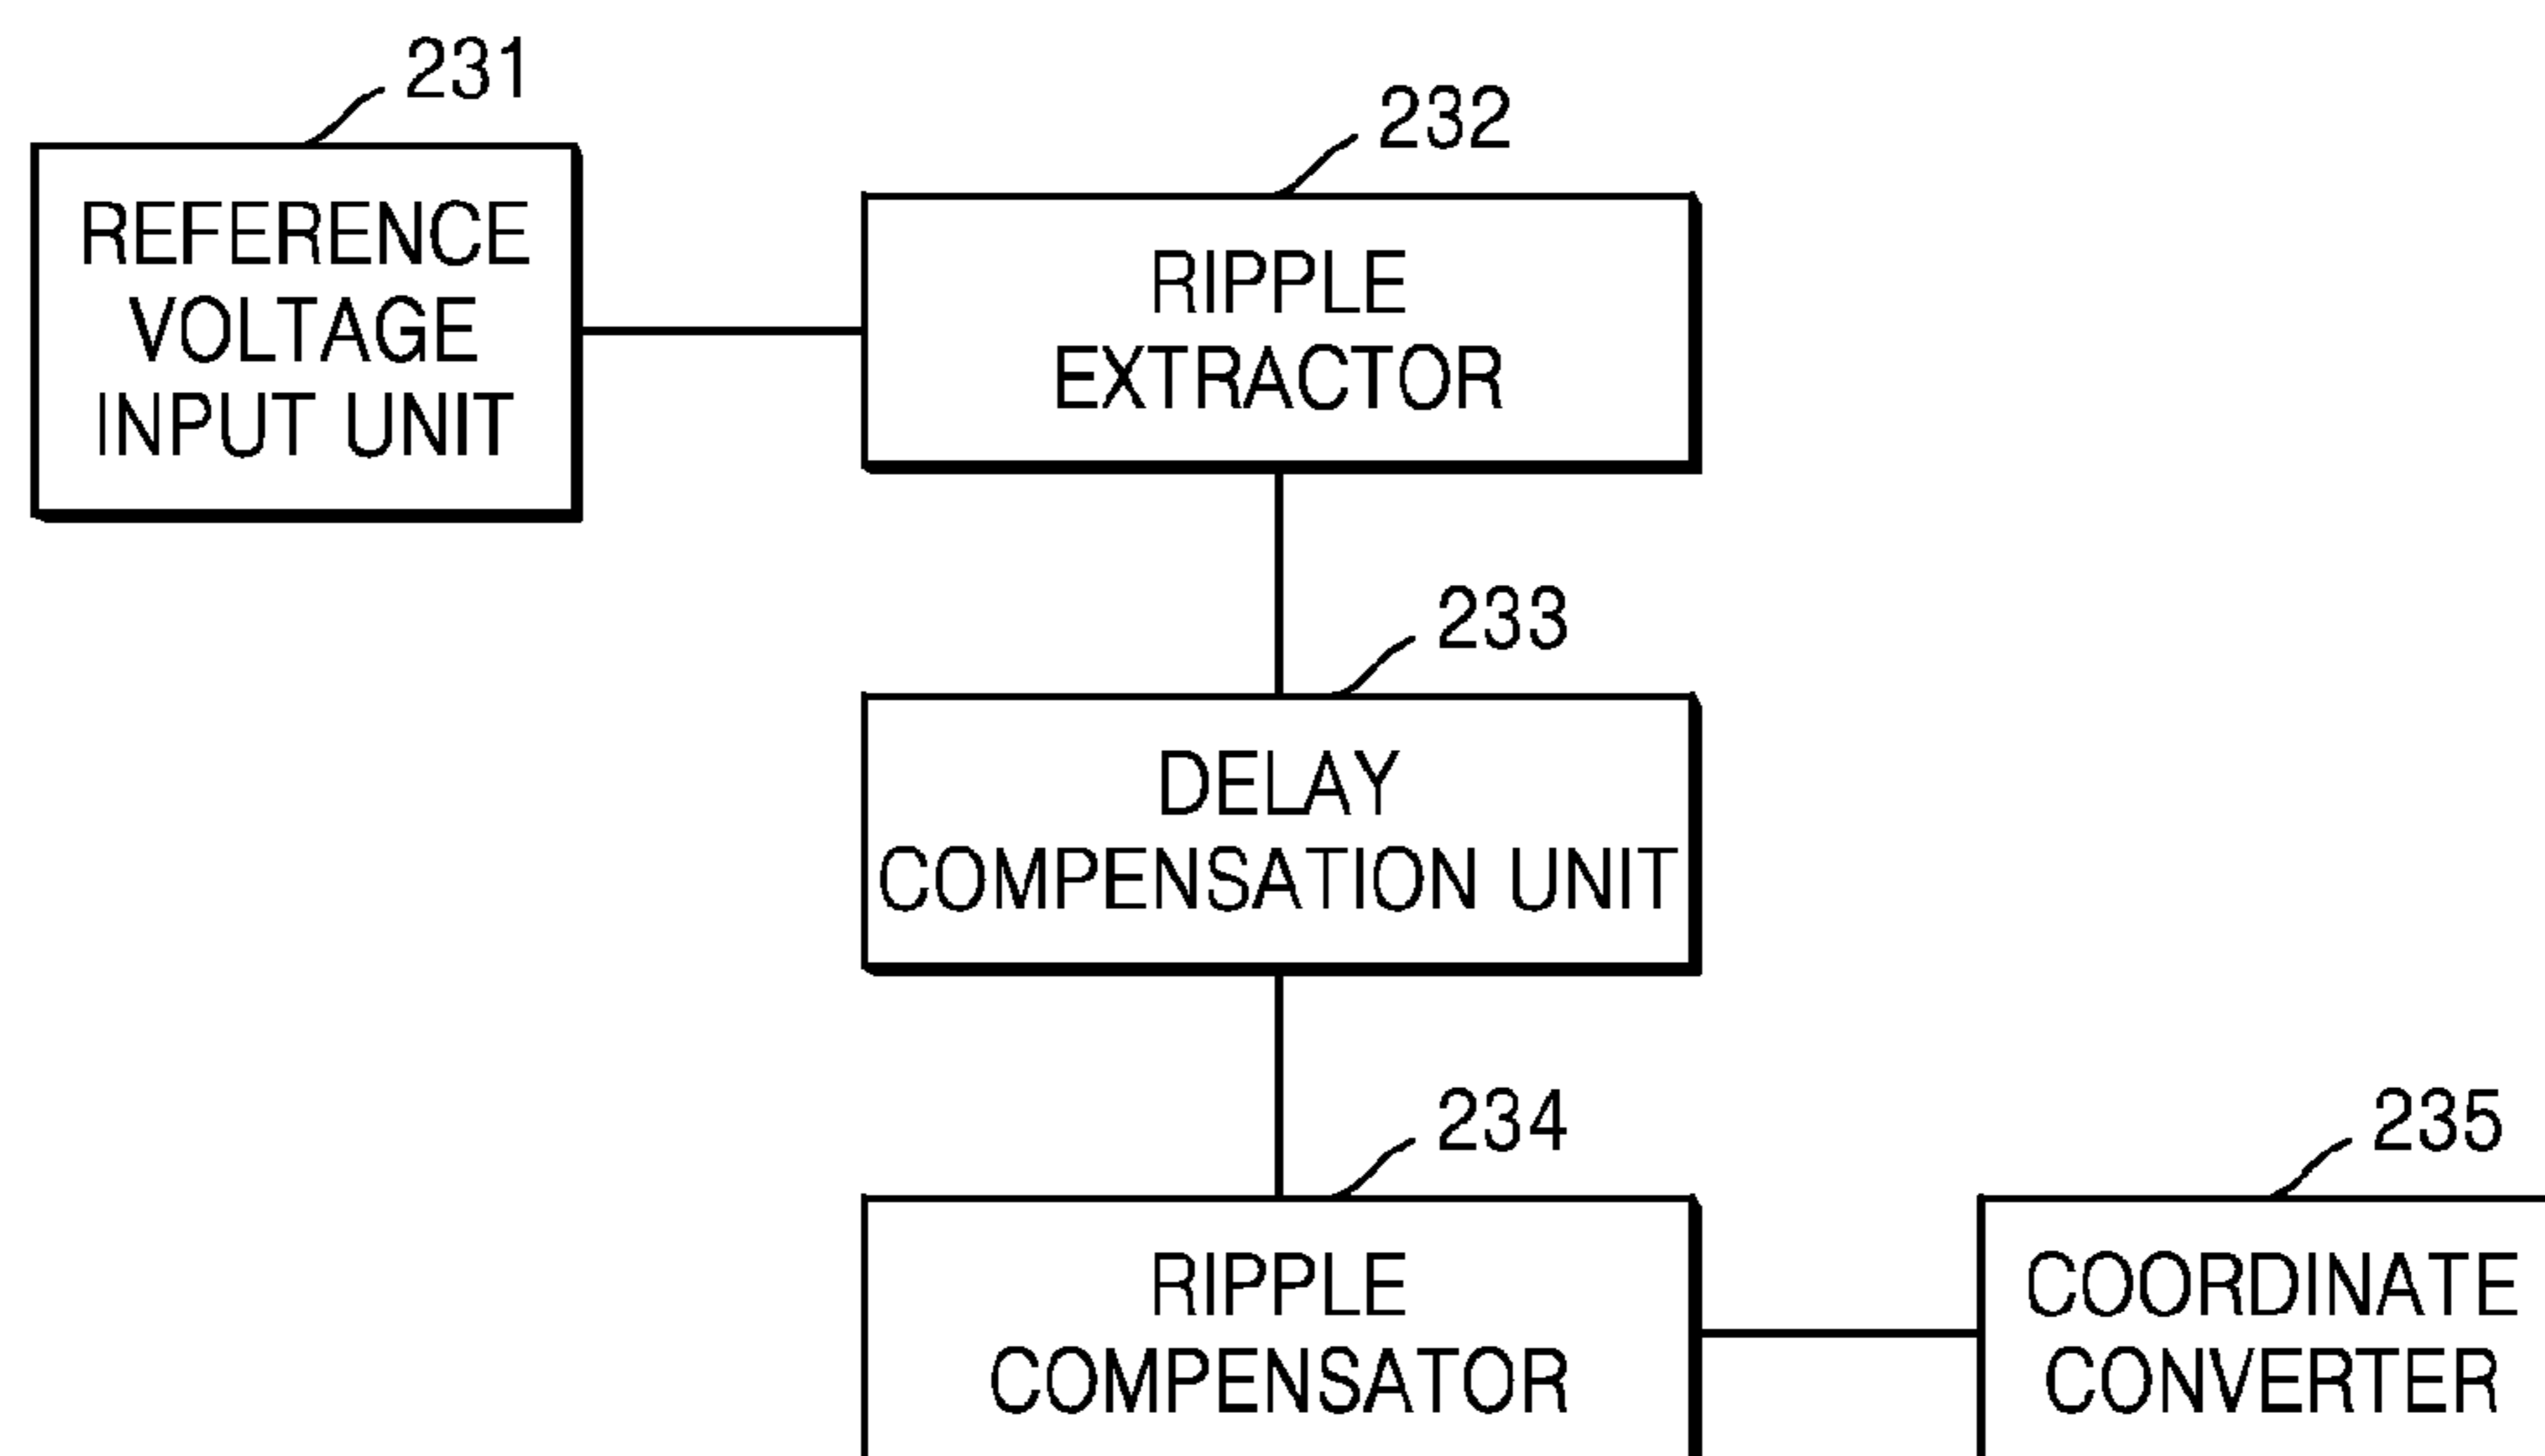 231
REFERENCE
VOLTAGE
INPUT UNIT
232
RIPPLE
EXTRACTOR
233
DELAY
COMPENSATION UNIT
234
RIPPLE
COMPENSATOR
235
COORDINATE
CONVERTER